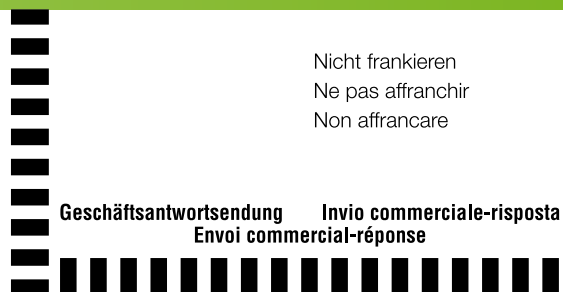 Nicht frankieren
Ne pas affranchir
Non affrancare
Geschäftsantwortsendung Invio commerciale-risposta
Envoi commercial-réponse